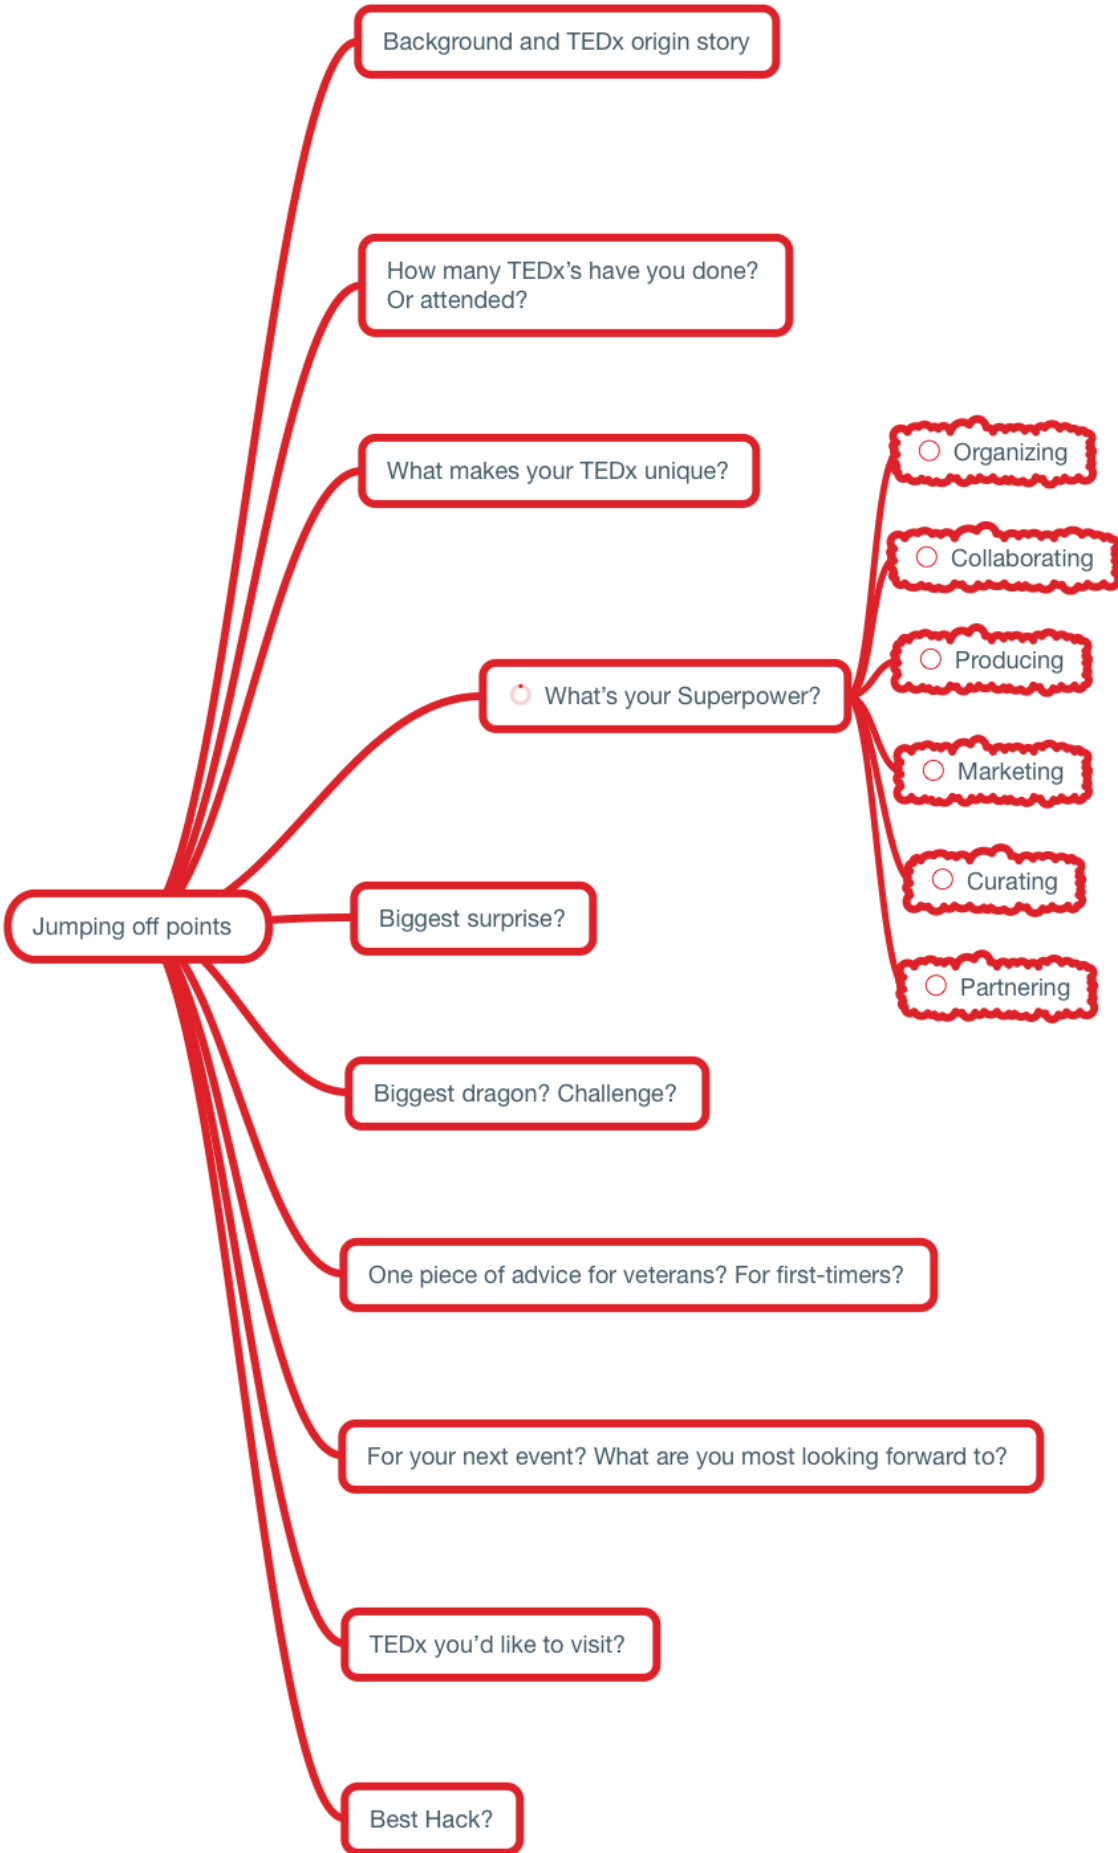 Background and TEDx origin story
How many TEDx's have you done?
Or attended?
What makes your TEDx unique?
What's your Superpower?
Organizing
Collaborating
Producing
Marketing
Curating
Partnering
Jumping off points
Biggest surprise?
Biggest dragon? Challenge?
One piece of advice for veterans? For first-timers?
For your next event? What are you most looking forward to?
TEDx you'd like to visit?
Best Hack?